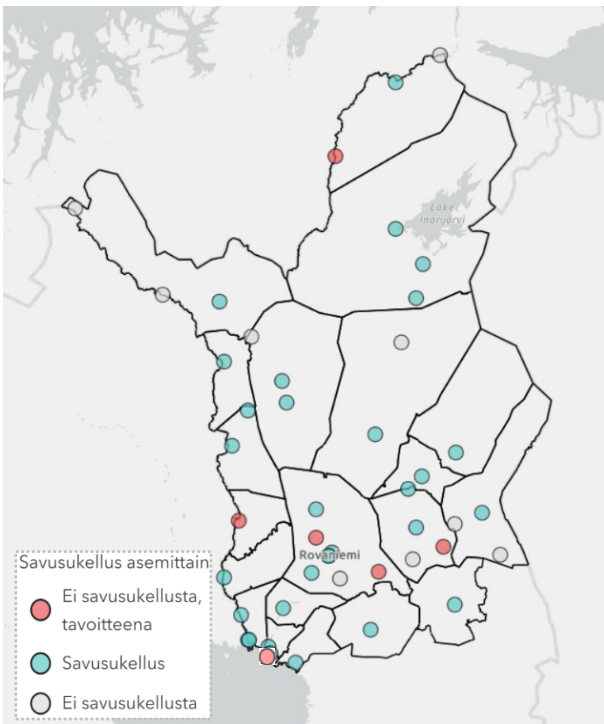 Lake
Inarijärvi
Rovaniemi
Savusukellus asemittain
Ei savusukellusta,
tavoitteena
Savusukellus
Ei savusukellusta